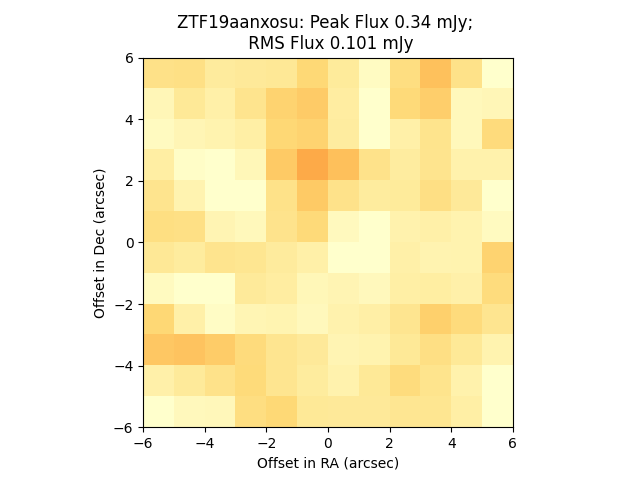 ZTF19aanxosu: Peak Flux 0.34 mJy;
RMS Flux 0.101 mJy
6
4
2
0
−2
−4
−6
Offset in Dec (arcsec)
−6 −4 −2 0 2 4 6
Offset in RA (arcsec)